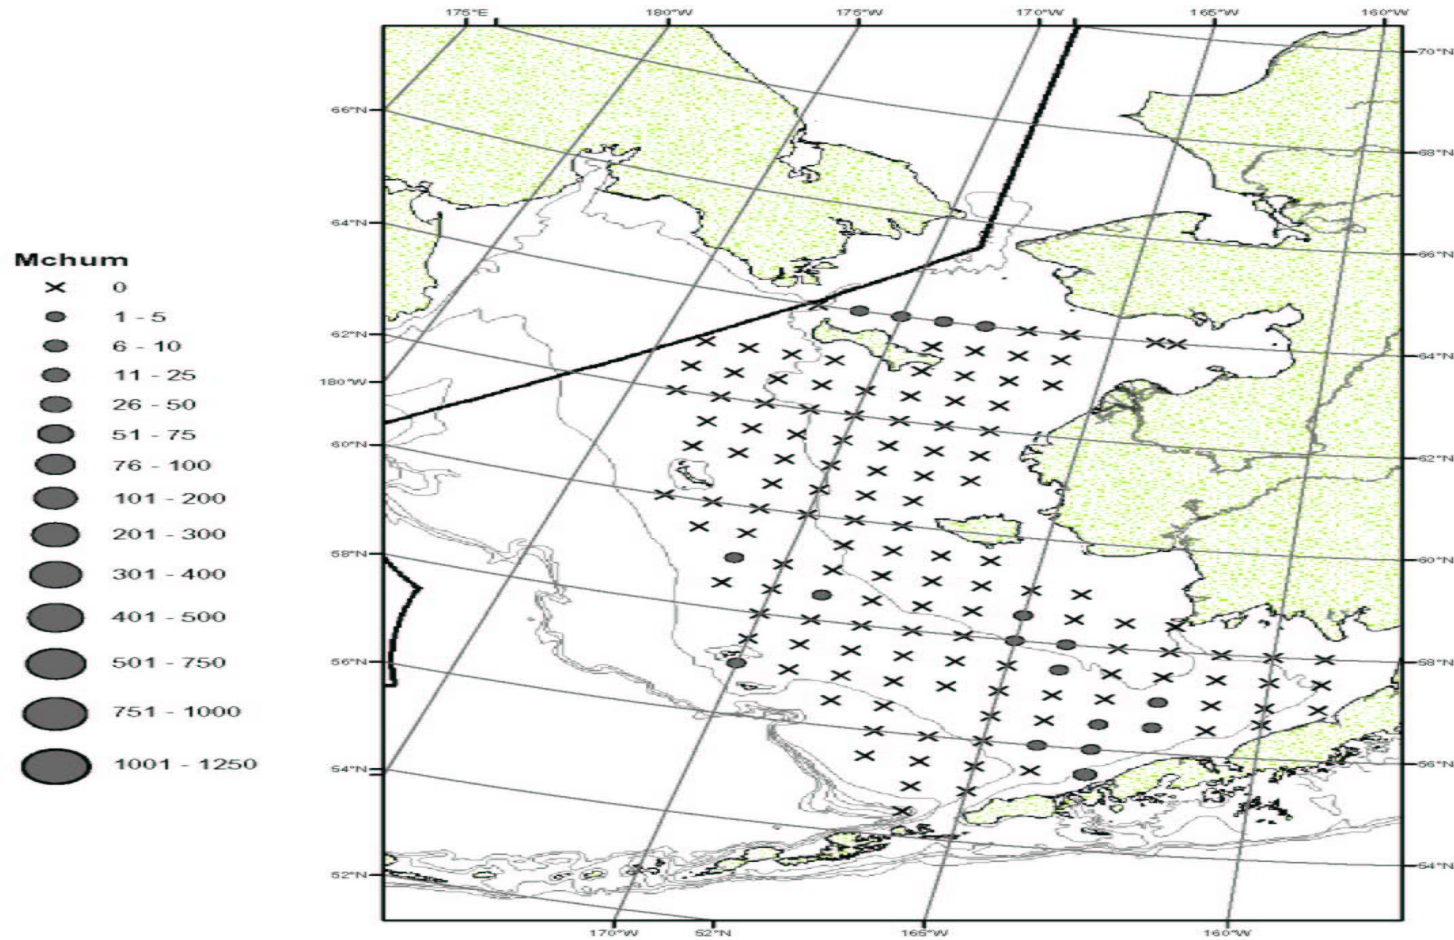 175°E 180°W 175°W 170°W 165°W 160°W
70°N
66°N
68°N
64°N
66°N
Mchum
0
1 - 5
62°N
64°N
6 - 10
11 - 25
180°W
26 - 50
51 - 75
60°N
62°N
76 - 100
101 - 200
201 - 300
58°N
60°N
301 - 400
401 - 500
501 - 750
56°N
58°N
751 - 1000
1001 - 1250
54°N
56°N
52°N
54°N
170°W 52°N 165°W 160°W